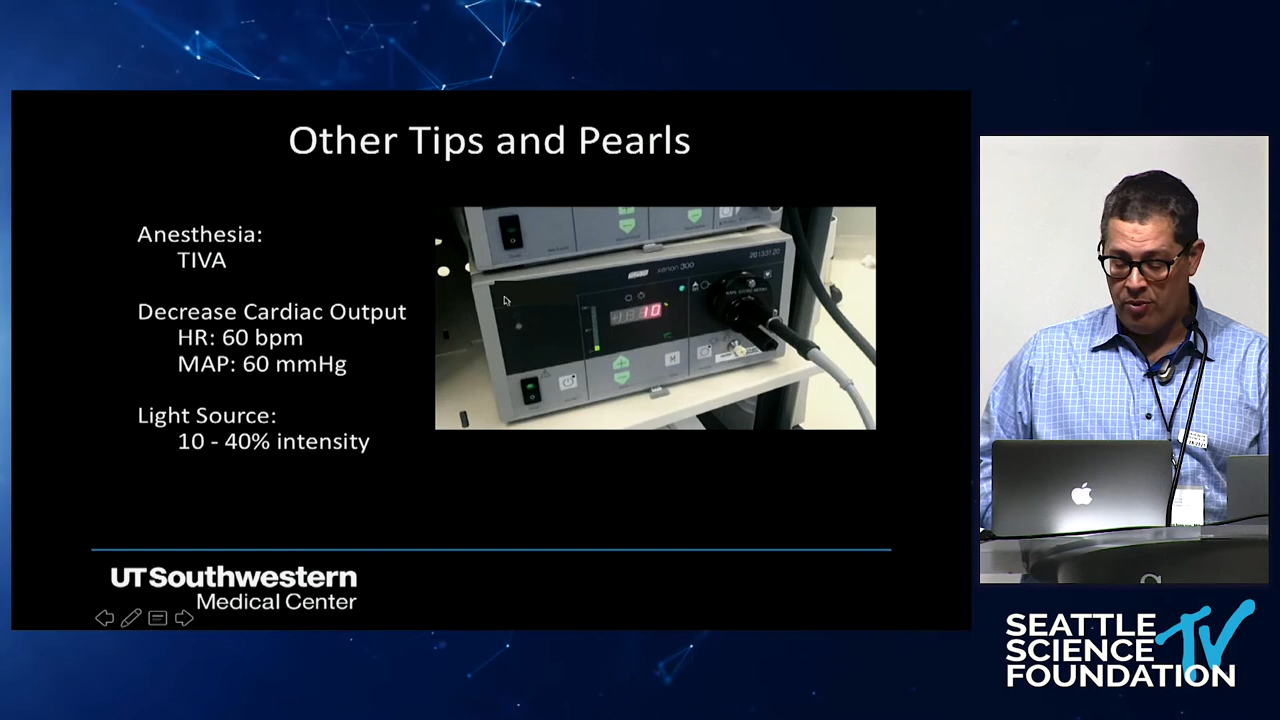 Other Tips and Pearls
Anesthesia:
TIVA
Decrease Cardiac Output
HR: 60 bpm
MAP: 60 mmHg
Light Source:
10 - 40% intensity
xenon 300
20133120
10
M
UTSouthwestern
Medical Center
SEATTLE
SCIENCE
FOUNDATION
TV